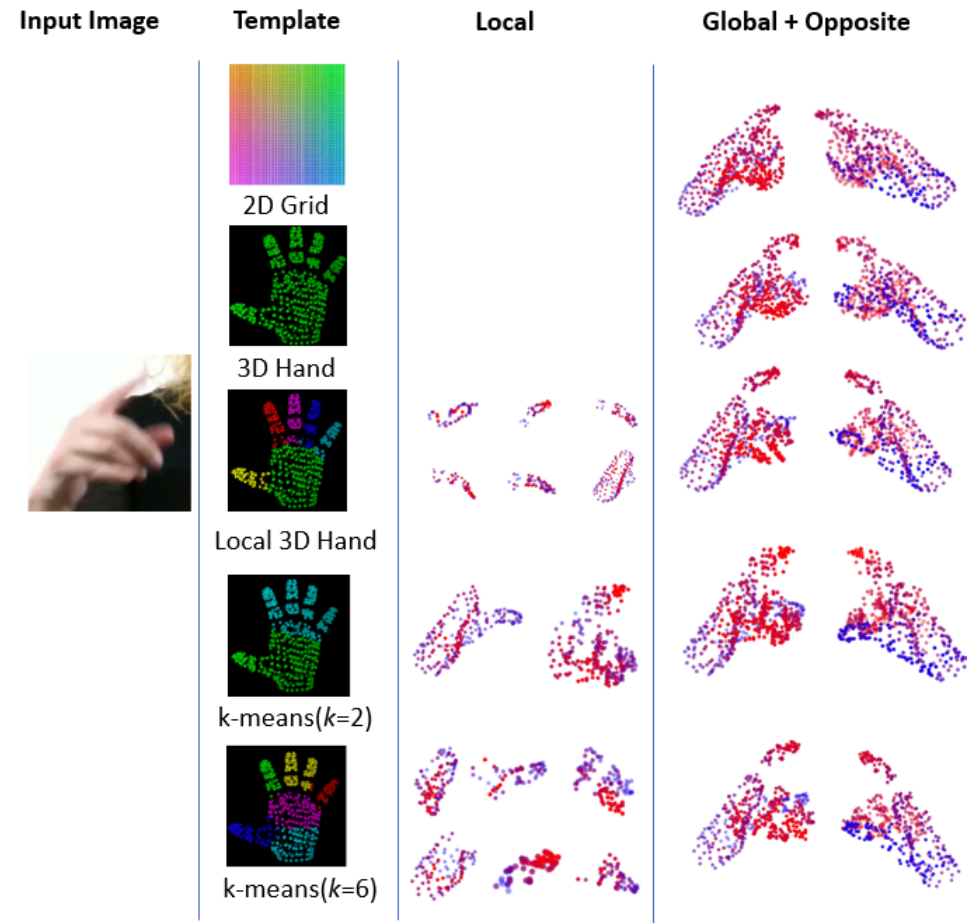 Input Image
Template
Local
Global + Opposite
2D Grid
3D Hand
Local 3D Hand
k-means(k=2)
k-means(k=6)